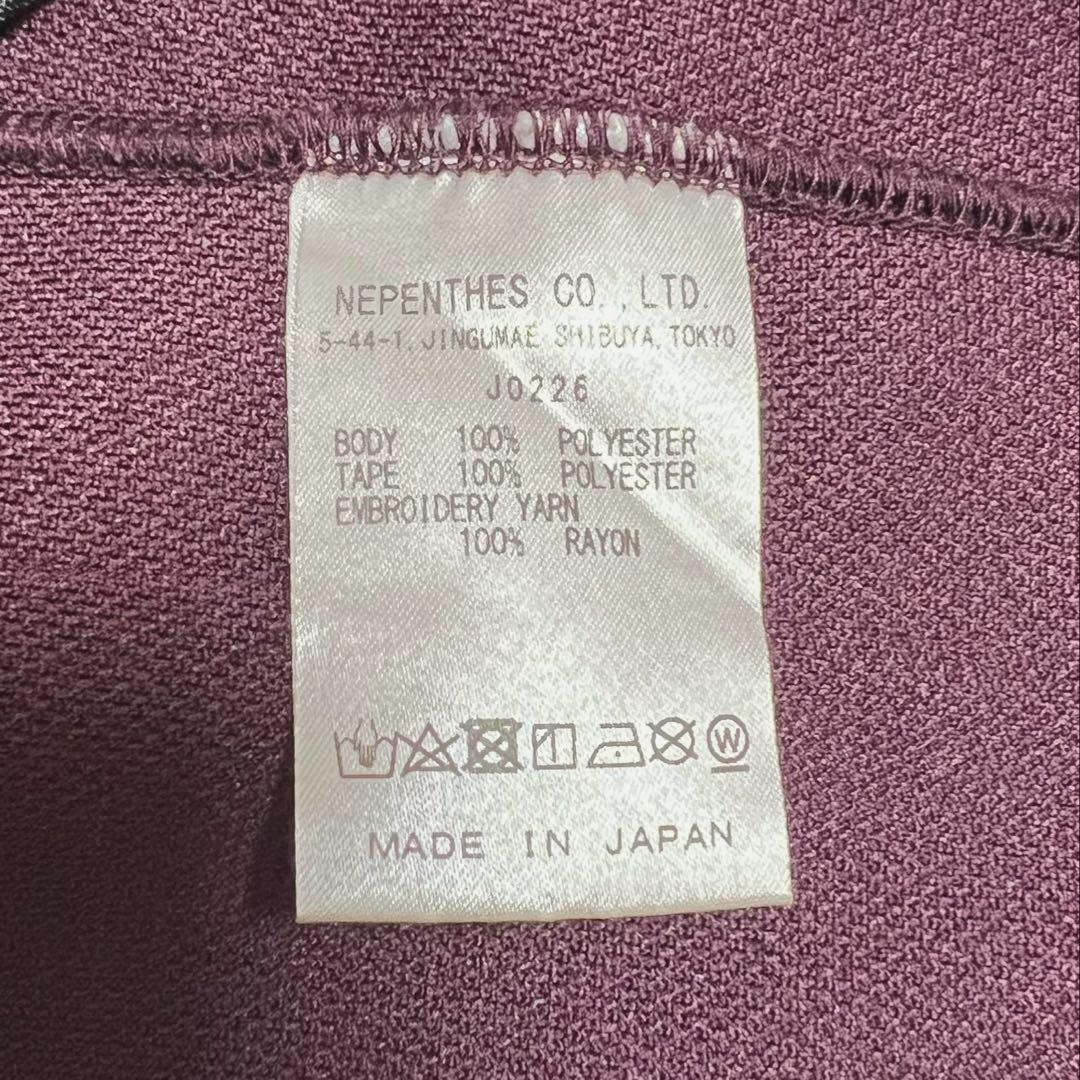 NEPENTHES CO.,LTD.
5-44-1, JINGUMAE SHIBUYA, TOKYO
J0226
BODY 100% POLYESTER
TAPE 100% POLYESTER
EMBROIDERY YARN
100% RAYON
W
MADE IN JAPAN